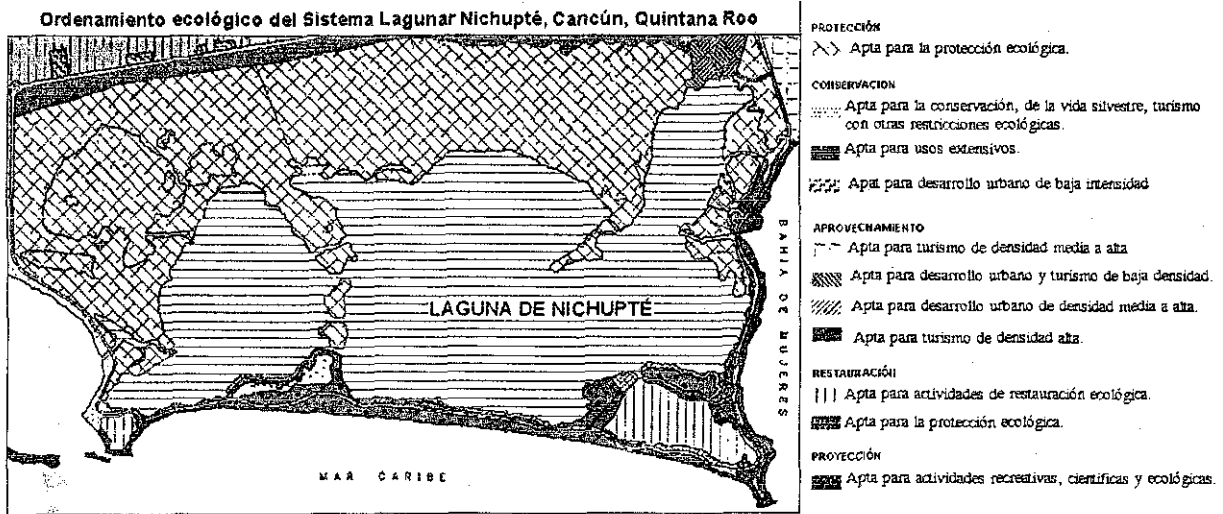 Ordenamiento ecológico del Sistema Lagunar Nichupté, Cancún, Quintana Roo
LAGUNA DE NICHUPTÉ
BAHIA DE MUJERES
MAR CARIBE
PROTECCIÓN
Apta para la protección ecológica.
CONSERVACION
Apta para la conservación, de la vida silvestre, turismo
con otras restricciones ecológicas.
Apta para usos extensivos.
Apat para desarrollo urbano de baja intensidad
APROVECHAMIENTO
Apta para turismo de densidad media a alta
Apta para desarrollo urbano y turismo de baja densidad.
Apta para desarrollo urbano de densidad media a alta.
Apta para turismo de densidad alta.
RESTAURACIÓN
Apta para actividades de restauración ecológica.
Apta para la protección ecológica.
PROYECCIÓN
Apta para actividades recreativas, científicas y ecológicas.